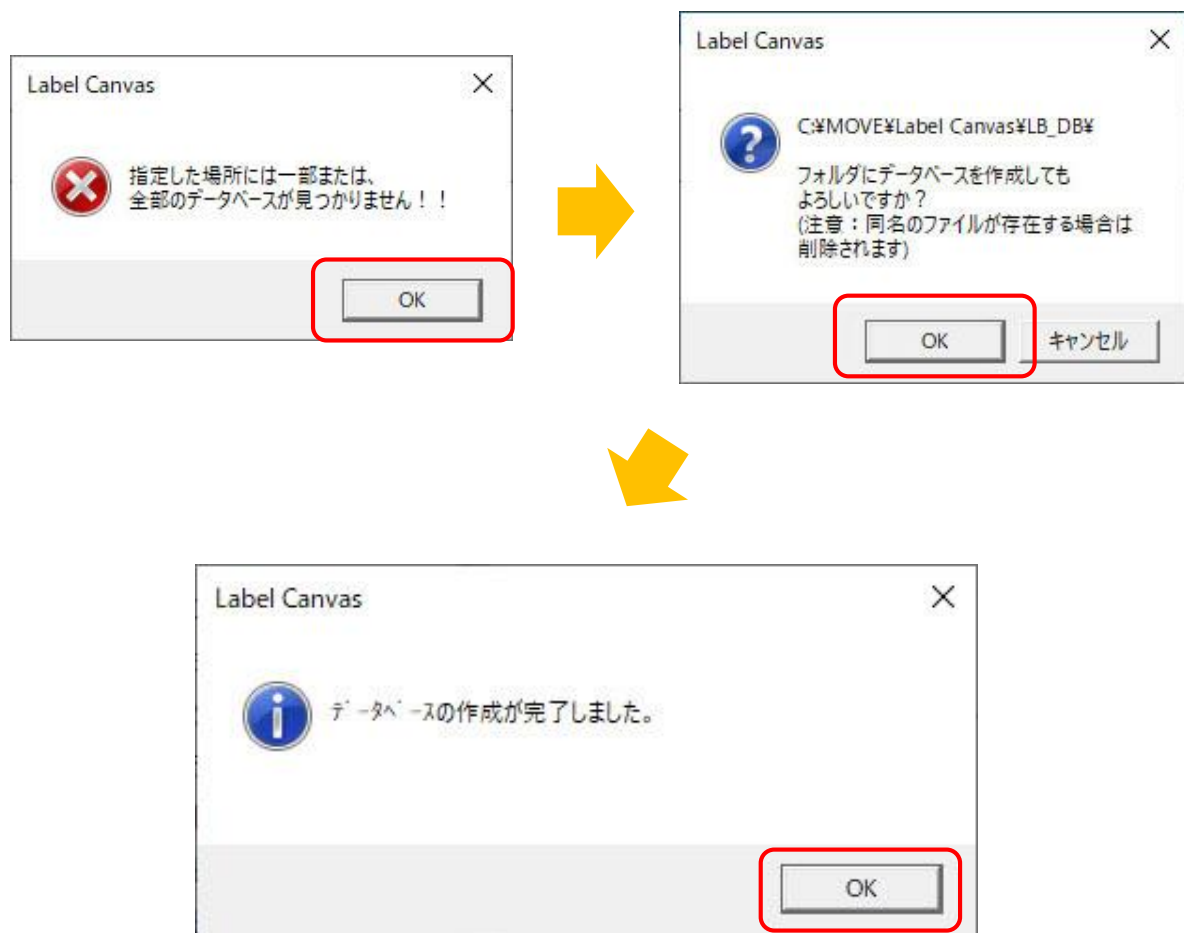 Label Canvas
指定した場所には一部または、
全部のデータベースが見つかりません！！
OK
Label Canvas
C:¥MOVE¥Label Canvas¥LB_DB¥
フォルダにデータベースを作成しても
よろしいですか？
(注意：同名のファイルが存在する場合は
削除されます)
OK
キャンセル
Label Canvas
ﾃﾞｰﾀﾍﾞｰｽの作成が完了しました。
OK